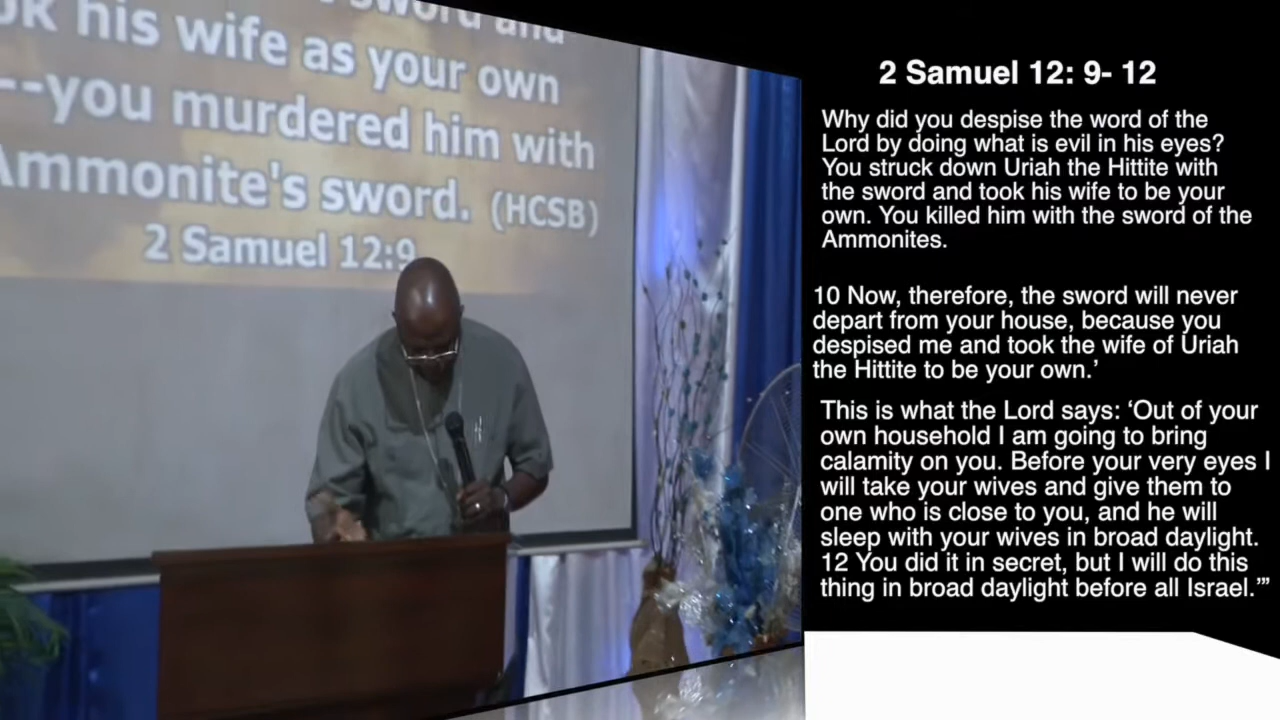 sword and
his wife as your own
--you murdered him with
Ammonite's sword. (HCSB)
2 Samuel 12:9
2 Samuel 12: 9- 12
Why did you despise the word of the
Lord by doing what is evil in his eyes?
You struck down Uriah the Hittite with
the sword and took his wife to be your
own. You killed him with the sword of the
Ammonites.
10 Now, therefore, the sword will never
depart from your house, because you
despised me and took the wife of Uriah
the Hittite to be your own.’
This is what the Lord says: ‘Out of your
own household I am going to bring
calamity on you. Before your very eyes I
will take your wives and give them to
one who is close to you, and he will
sleep with your wives in broad daylight.
12 You did it in secret, but I will do this
thing in broad daylight before all Israel.’”